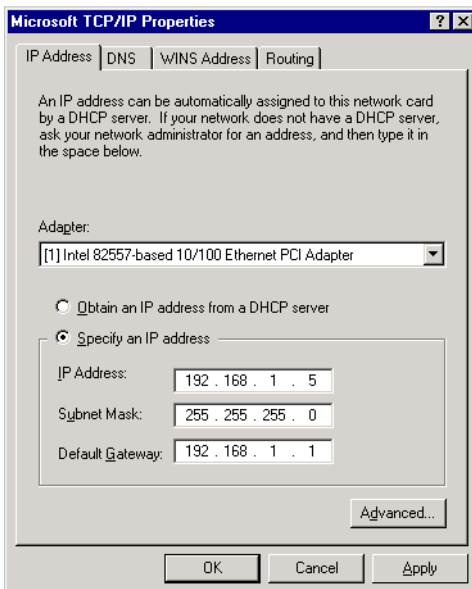 Microsoft TCP/IP Properties
IP Address DNS WINS Address Routing
An IP address can be automatically assigned to this network card
by a DHCP server. If your network does not have a DHCP server,
ask your network administrator for an address, and then type it in
the space below.
Adapter:
[1] Intel 82557-based 10/100 Ethernet PCI Adapter
Obtain an IP address from a DHCP server
Specify an IP address
IP Address: 192 . 168 . 1 . 5
Subnet Mask: 255 . 255 . 255 . 0
Default Gateway: 192 . 168 . 1 . 1
Advanced...
OK Cancel Apply